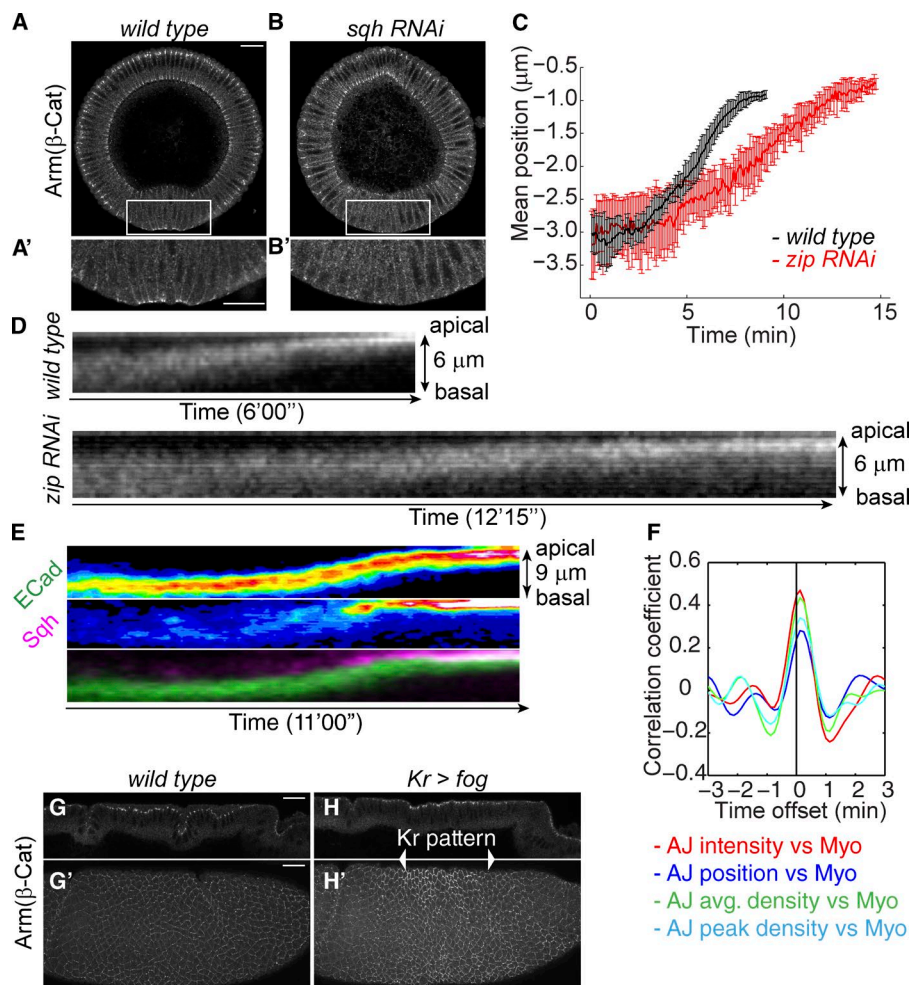 A
wild type
B
sqh RNAi
Arm(β-Cat)
A'
B'
C
Mean position (μm)
−0.5
−1.0
−1.5
−2.0
−2.5
−3.0
−3.5
0
5
10
15
Time (min)
- wild type
- zip RNAi
D
wild type
apical
6 μm
basal
Time (6'00'')
zip RNAi
apical
6 μm
basal
Time (12'15'')
E
ECad
Sqh
apical
9 μm
basal
Time (11'00")
F
Correlation coefficient
0.6
0.4
0.2
0
−0.2
−0.4
−3
−2
−1
0
1
2
3
Time offset (min)
- AJ intensity vs Myo
- AJ position vs Myo
- AJ avg. density vs Myo
- AJ peak density vs Myo
wild type
Kr > fog
Arm(β-Cat)
G
H
Kr pattern
G'
H'